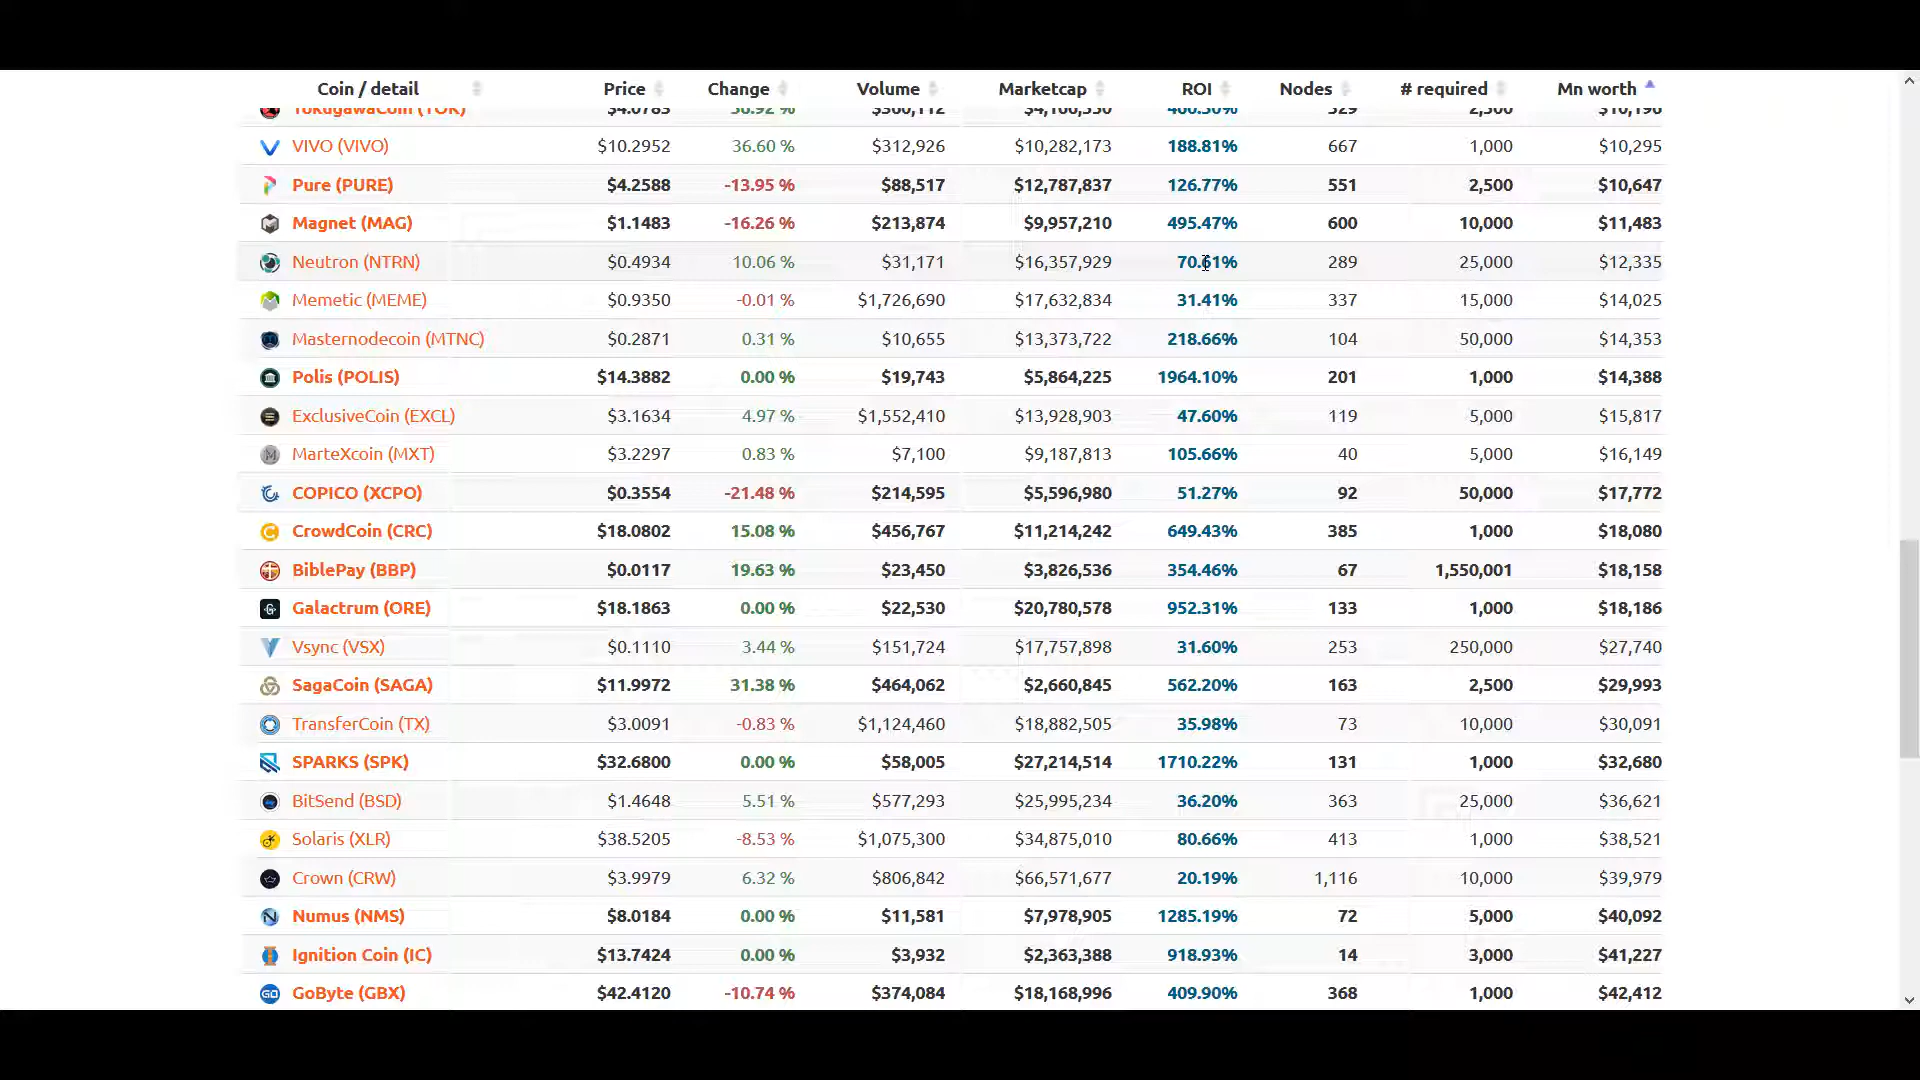 Coin / detail Price Change Volume Marketcap ROI Nodes # required Mn worth
TokugawaCoin (TOK) $4.0783 $4,166,550 329 2,500 $10,196
VIVO (VIVO) $10.2952 36.60 % $312,926 $10,282,173 188.81% 667 1,000 $10,295
Pure (PURE) $4.2588 -13.95 % $88,517 $12,787,837 126.77% 551 2,500 $10,647
Magnet (MAG) $1.1483 -16.26 % $213,874 $9,957,210 495.47% 600 10,000 $11,483
Neutron (NTRN) $0.4934 10.06 % $31,171 $16,357,929 70.61% 289 25,000 $12,335
Memetic (MEME) $0.9350 -0.01 % $1,726,690 $17,632,834 31.41% 337 15,000 $14,025
Masternodecoin (MTNC) $0.2871 0.31 % $10,655 $13,373,722 218.66% 104 50,000 $14,353
Polis (POLIS) $14.3882 0.00 % $19,743 $5,864,225 1964.10% 201 1,000 $14,388
ExclusiveCoin (EXCL) $3.1634 4.97 % $1,552,410 $13,928,903 47.60% 119 5,000 $15,817
MarteXcoin (MXT) $3.2297 0.83 % $7,100 $9,187,813 105.66% 40 5,000 $16,149
COPICO (XCPO) $0.3554 -21.48 % $214,595 $5,596,980 51.27% 92 50,000 $17,772
CrowdCoin (CRC) $18.0802 15.08 % $456,767 $11,214,242 649.43% 385 1,000 $18,080
BiblePay (BBP) $0.0117 19.63 % $23,450 $3,826,536 354.46% 67 1,550,001 $18,158
Galactrum (ORE) $18.1863 0.00 % $22,530 $20,780,578 952.31% 133 1,000 $18,186
Vsync (VSX) $0.1110 3.44 % $151,724 $17,757,898 31.60% 253 250,000 $27,740
SagaCoin (SAGA) $11.9972 31.38 % $464,062 $2,660,845 562.20% 163 2,500 $29,993
TransferCoin (TX) $3.0091 -0.83 % $1,124,460 $18,882,505 35.98% 73 10,000 $30,091
SPARKS (SPK) $32.6800 0.00 % $58,005 $27,214,514 1710.22% 131 1,000 $32,680
BitSend (BSD) $1.4648 5.51 % $577,293 $25,995,234 36.20% 363 25,000 $36,621
Solaris (XLR) $38.5205 -8.53 % $1,075,300 $34,875,010 80.66% 413 1,000 $38,521
Crown (CRW) $3.9979 6.32 % $806,842 $66,571,677 20.19% 1,116 10,000 $39,979
Numus (NMS) $8.0184 0.00 % $11,581 $7,978,905 1285.19% 72 5,000 $40,092
Ignition Coin (IC) $13.7424 0.00 % $3,932 $2,363,388 918.93% 14 3,000 $41,227
GoByte (GBX) $42.4120 -10.74 % $374,084 $18,168,996 409.90% 368 1,000 $42,412
GO